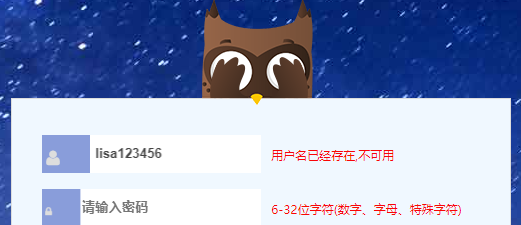 lisa123456 用户名已经存在,不可用
请输入密码 6-32位字符(数字、字母、特殊字符)